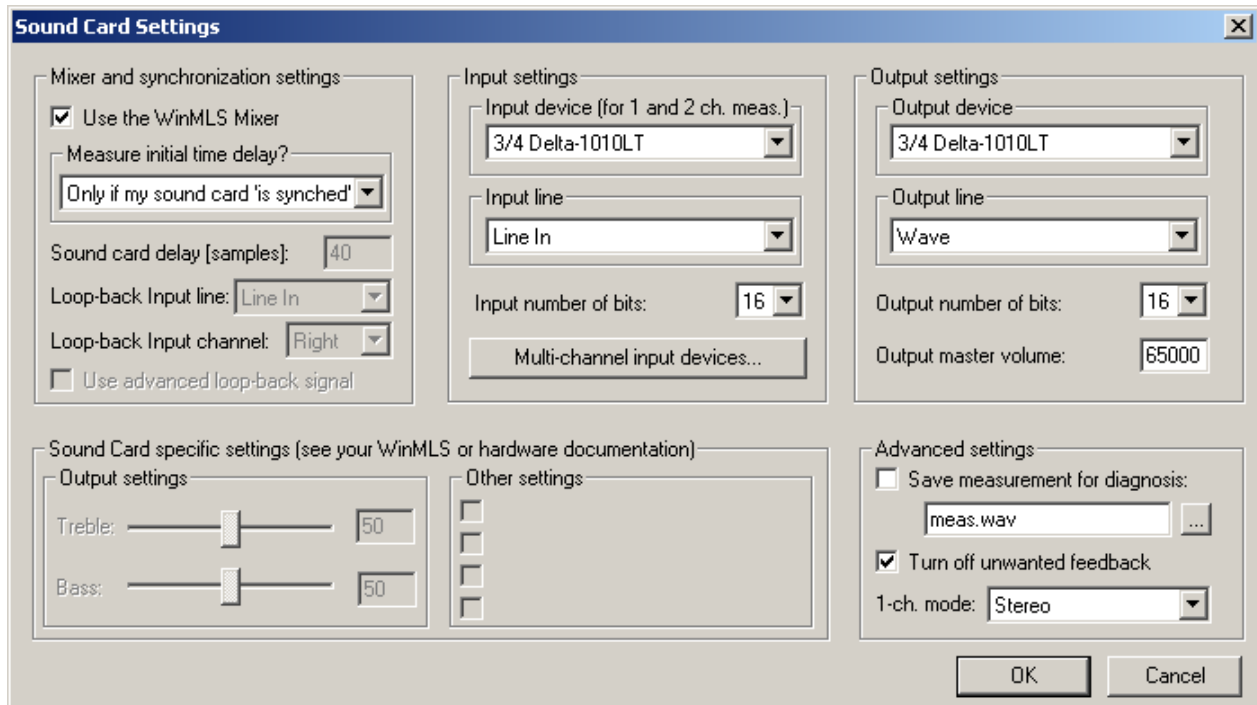 Sound Card Settings
Mixer and synchronization settings
Use the WinMLS Mixer
Measure initial time delay?
Only if my sound card 'is synched'
Sound card delay [samples]: 40
Loop-back Input line: Line In
Loop-back Input channel: Right
Use advanced loop-back signal
Input settings
Input device (for 1 and 2 ch. meas.)
3/4 Delta-1010LT
Input line
Line In
Input number of bits: 16
Multi-channel input devices...
Output settings
Output device
3/4 Delta-1010LT
Output line
Wave
Output number of bits: 16
Output master volume: 65000
Sound Card specific settings (see your WinMLS or hardware documentation)
Output settings
Treble: 50
Bass: 50
Other settings
Advanced settings
Save measurement for diagnosis:
meas.wav ...
Turn off unwanted feedback
1-ch. mode: Stereo
OK Cancel